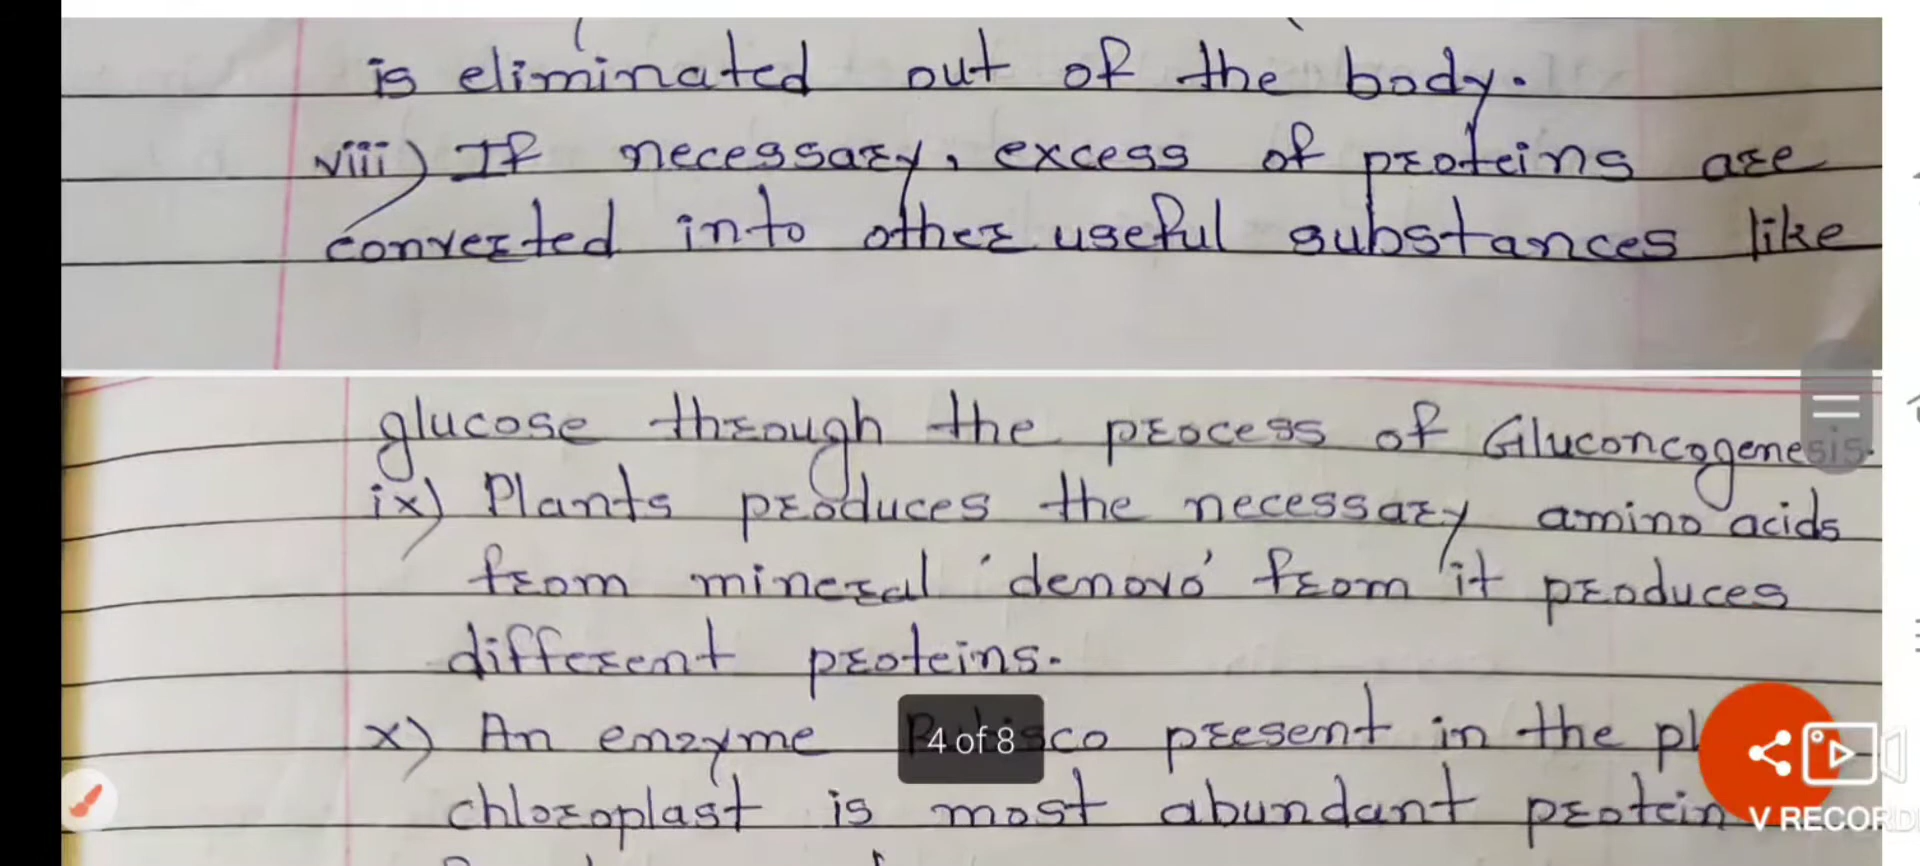 is eliminated out of the body.
viii) If necessary, excess of proteins are
converted into other useful substances like
glucose through the process of Gluconeogenesis.
ix) Plants produces the necessary amino acids
from mineral 'denovo' from it produces
different proteins.
x) An enzyme present in the
4 of 8
chloroplast is most abundant protein
V RECORD